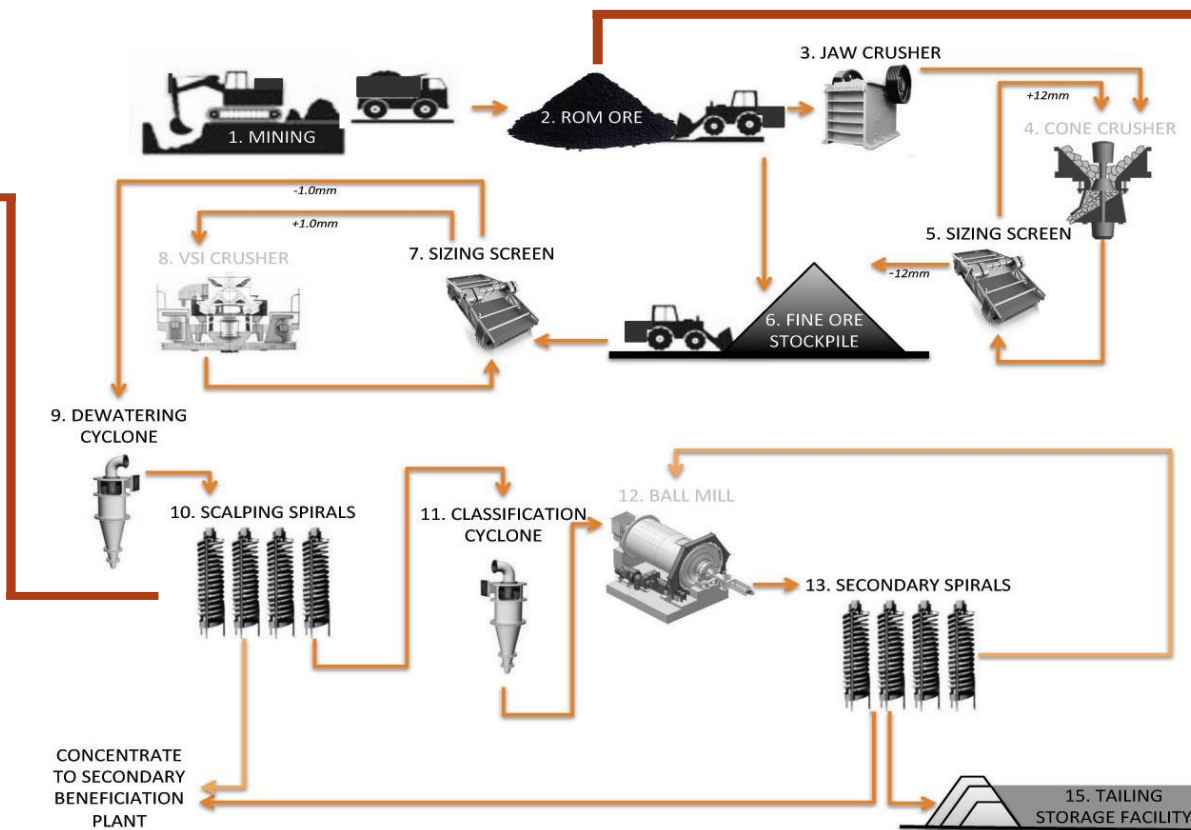 1. MINING
2. ROM ORE
3. JAW CRUSHER
+12mm
4. CONE CRUSHER
-1.0mm
+1.0mm
8. VSI CRUSHER
7. SIZING SCREEN
5. SIZING SCREEN
-12mm
6. FINE ORE
STOCKPILE
9. DEWATERING
CYCLONE
10. SCALPING SPIRALS
11. CLASSIFICATION
CYCLONE
12. BALL MILL
13. SECONDARY SPIRALS
CONCENTRATE
TO SECONDARY
BENEFICIATION
PLANT
15. TAILING
STORAGE FACILITY